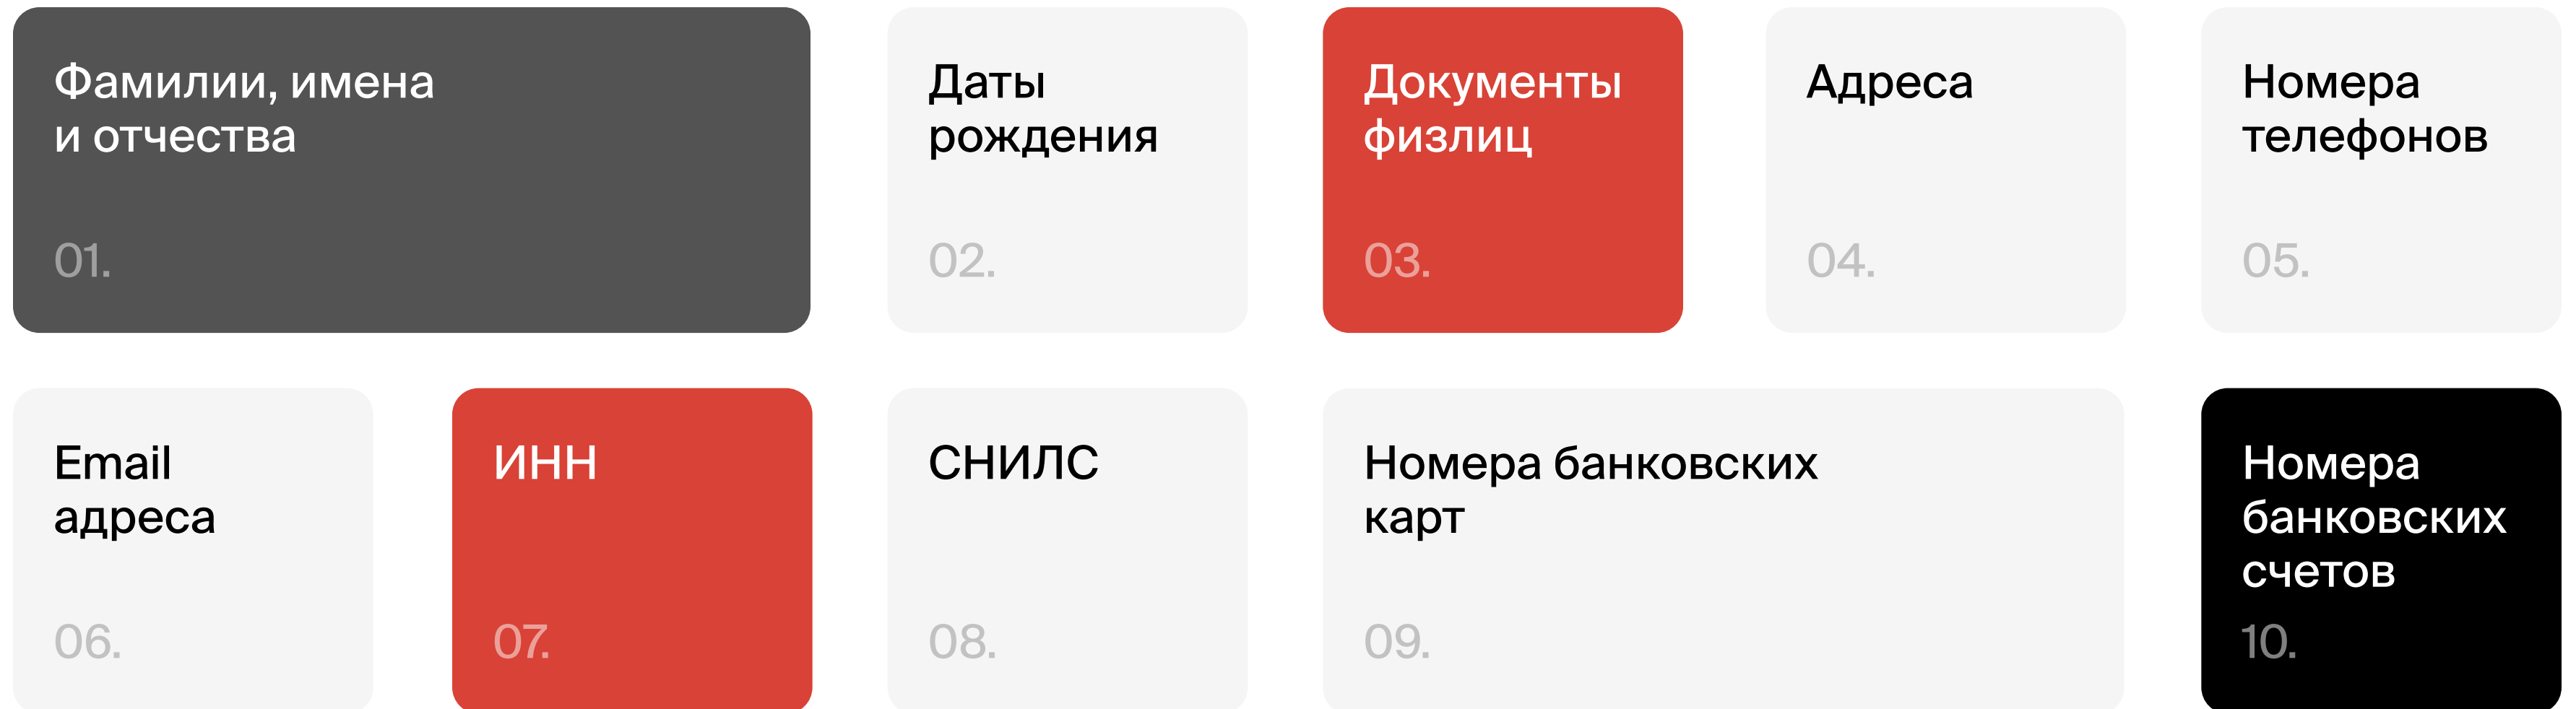 Фамилии, имена
и отчества
01.
Даты
рождения
02.
Документы
физлиц
03.
Адреса
04.
Номера
телефонов
05.
Email
адреса
06.
ИНН
07.
СНИЛС
08.
Номера банковских
карт
09.
Номера
банковских
счетов
10.